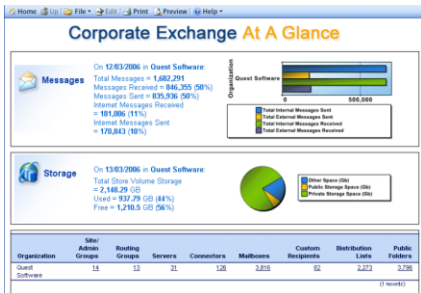 Home Up File Edit Print Preview Help
Corporate Exchange At A Glance
Messages
On 12/03/2006 in Quest Software:
Total Messages = 1,682,291
Messages Received = 846,355 (50%)
Messages Sent = 835,936 (50%)
Internet Messages Received
= 181,006 (11%)
Internet Messages Sent
= 170,843 (10%)
Organization
Quest Software
0 500,000
Total Internal Messages Sent
Total External Messages Sent
Total Internal Messages Received
Total External Messages Received
Storage
On 13/03/2006 in Quest Software:
Total Store Volume Storage
= 2,148.29 GB
Used = 937.79 GB (44%)
Free = 1,210.5 GB (56%)
Other Space (Gb)
Public Storage Space (Gb)
Private Storage Space (Gb)
Organization Site/ Admin Groups Routing Groups Servers Connectors Mailboxes Custom Recipients Distribution Lists Public Folders
Quest Software 14 13 31 126 3,816 82 2,273 3,796
(1 records)